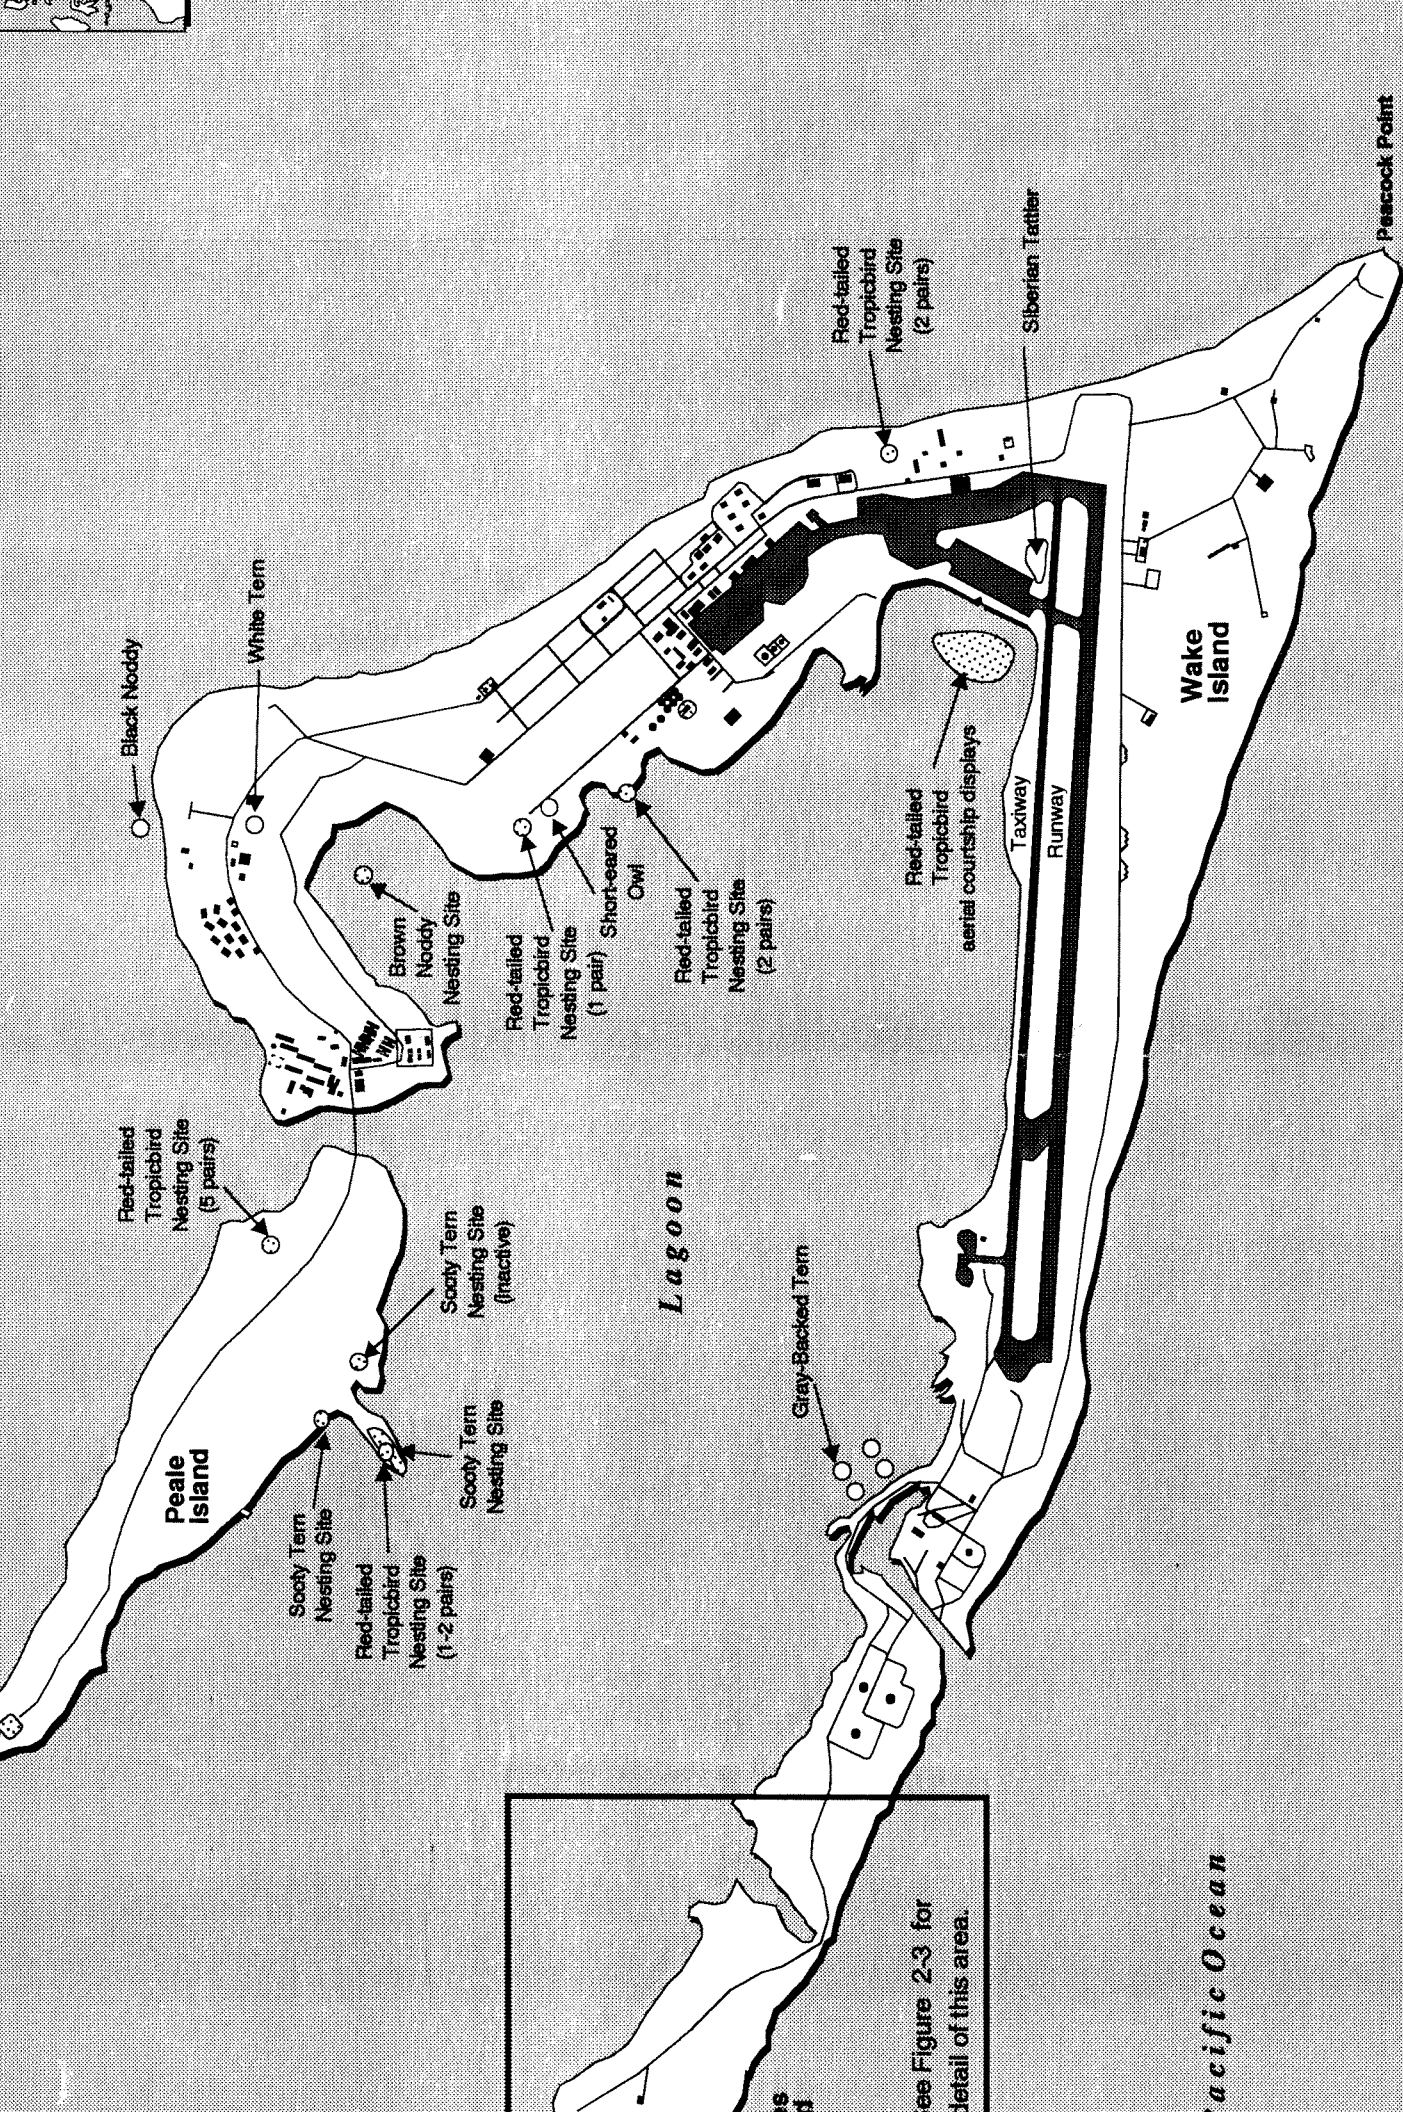 Peacock Point
Siberian Tattler
Red-tailed
Tropicbird
Nesting Site
(2 pairs)
White Tern
Black Noddy
Wake
Island
Taxiway
Runway
Red-tailed
Tropicbird
aerial courtship displays
Short-eared
Owl
Red-tailed
Tropicbird
Nesting Site
(2 pairs)
Red-tailed
Tropicbird
Nesting Site
(1 pair)
Brown
Noddy
Nesting Site
Red-tailed
Tropicbird
Nesting Site
(5 pairs)
Lagoon
Sooty Tern
Nesting Site
(inactive)
Gray-Backed Tern
Sooty Tern
Nesting Site
Peale
Island
Sooty Tern
Nesting Site
Red-tailed
Tropicbird
Nesting Site
(1-2 pairs)
ee Figure 2-3 for
detail of this area.
acific Ocean